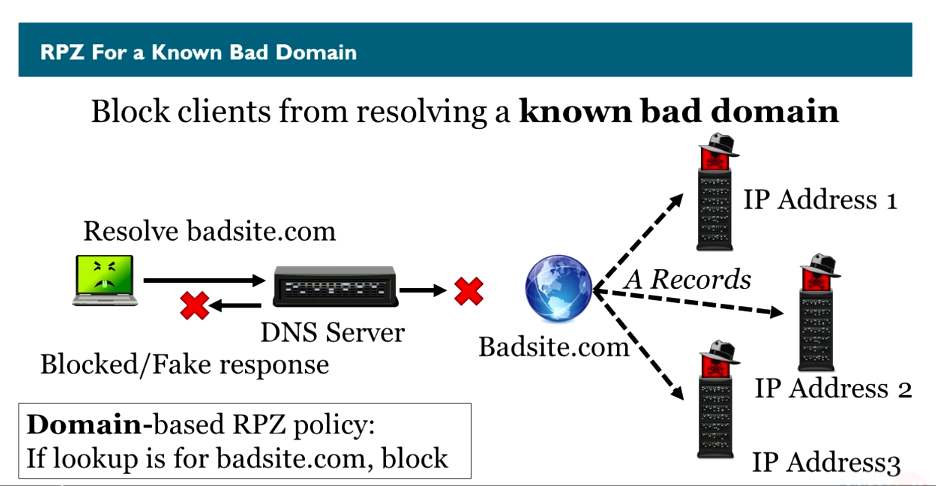 RPZ For a Known Bad Domain
Block clients from resolving a known bad domain
IP Address 1
Resolve badsite.com
A Records
DNS Server
Badsite.com
Blocked/Fake response
IP Address 2
Domain-based RPZ policy:
If lookup is for badsite.com, block
IP Address3